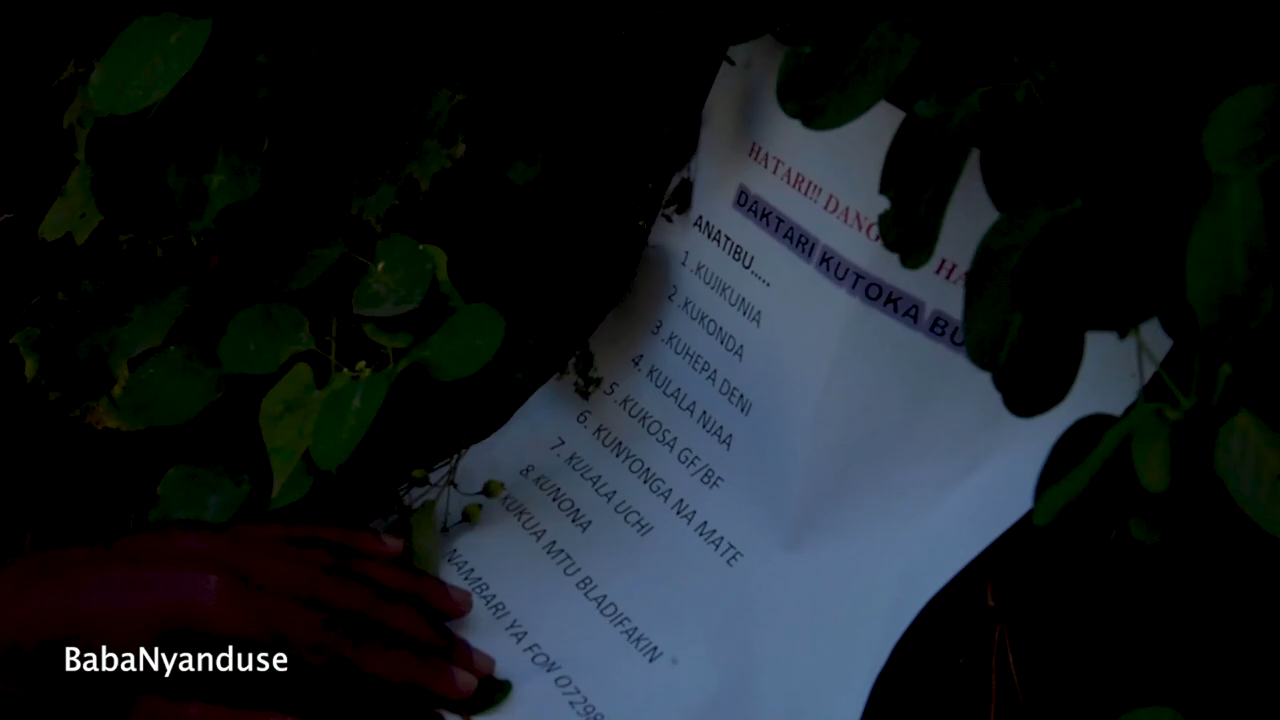 HATARI!! DANG HA
DAKTARI KUTOKA BU
ANATIBU.....
1 .KUJIKUNIA
2 .KUKONDA
3 .KUHEPA DENI
4. KULALA NJAA
5 .KUKOSA GF/BF
6. KUNYONGA NA MATE
7. KULALA UCHI
8. KUNONA
KUKUA MTU BLADIFAKIN
NAMBARI YA FON 07298
BabaNyanduse